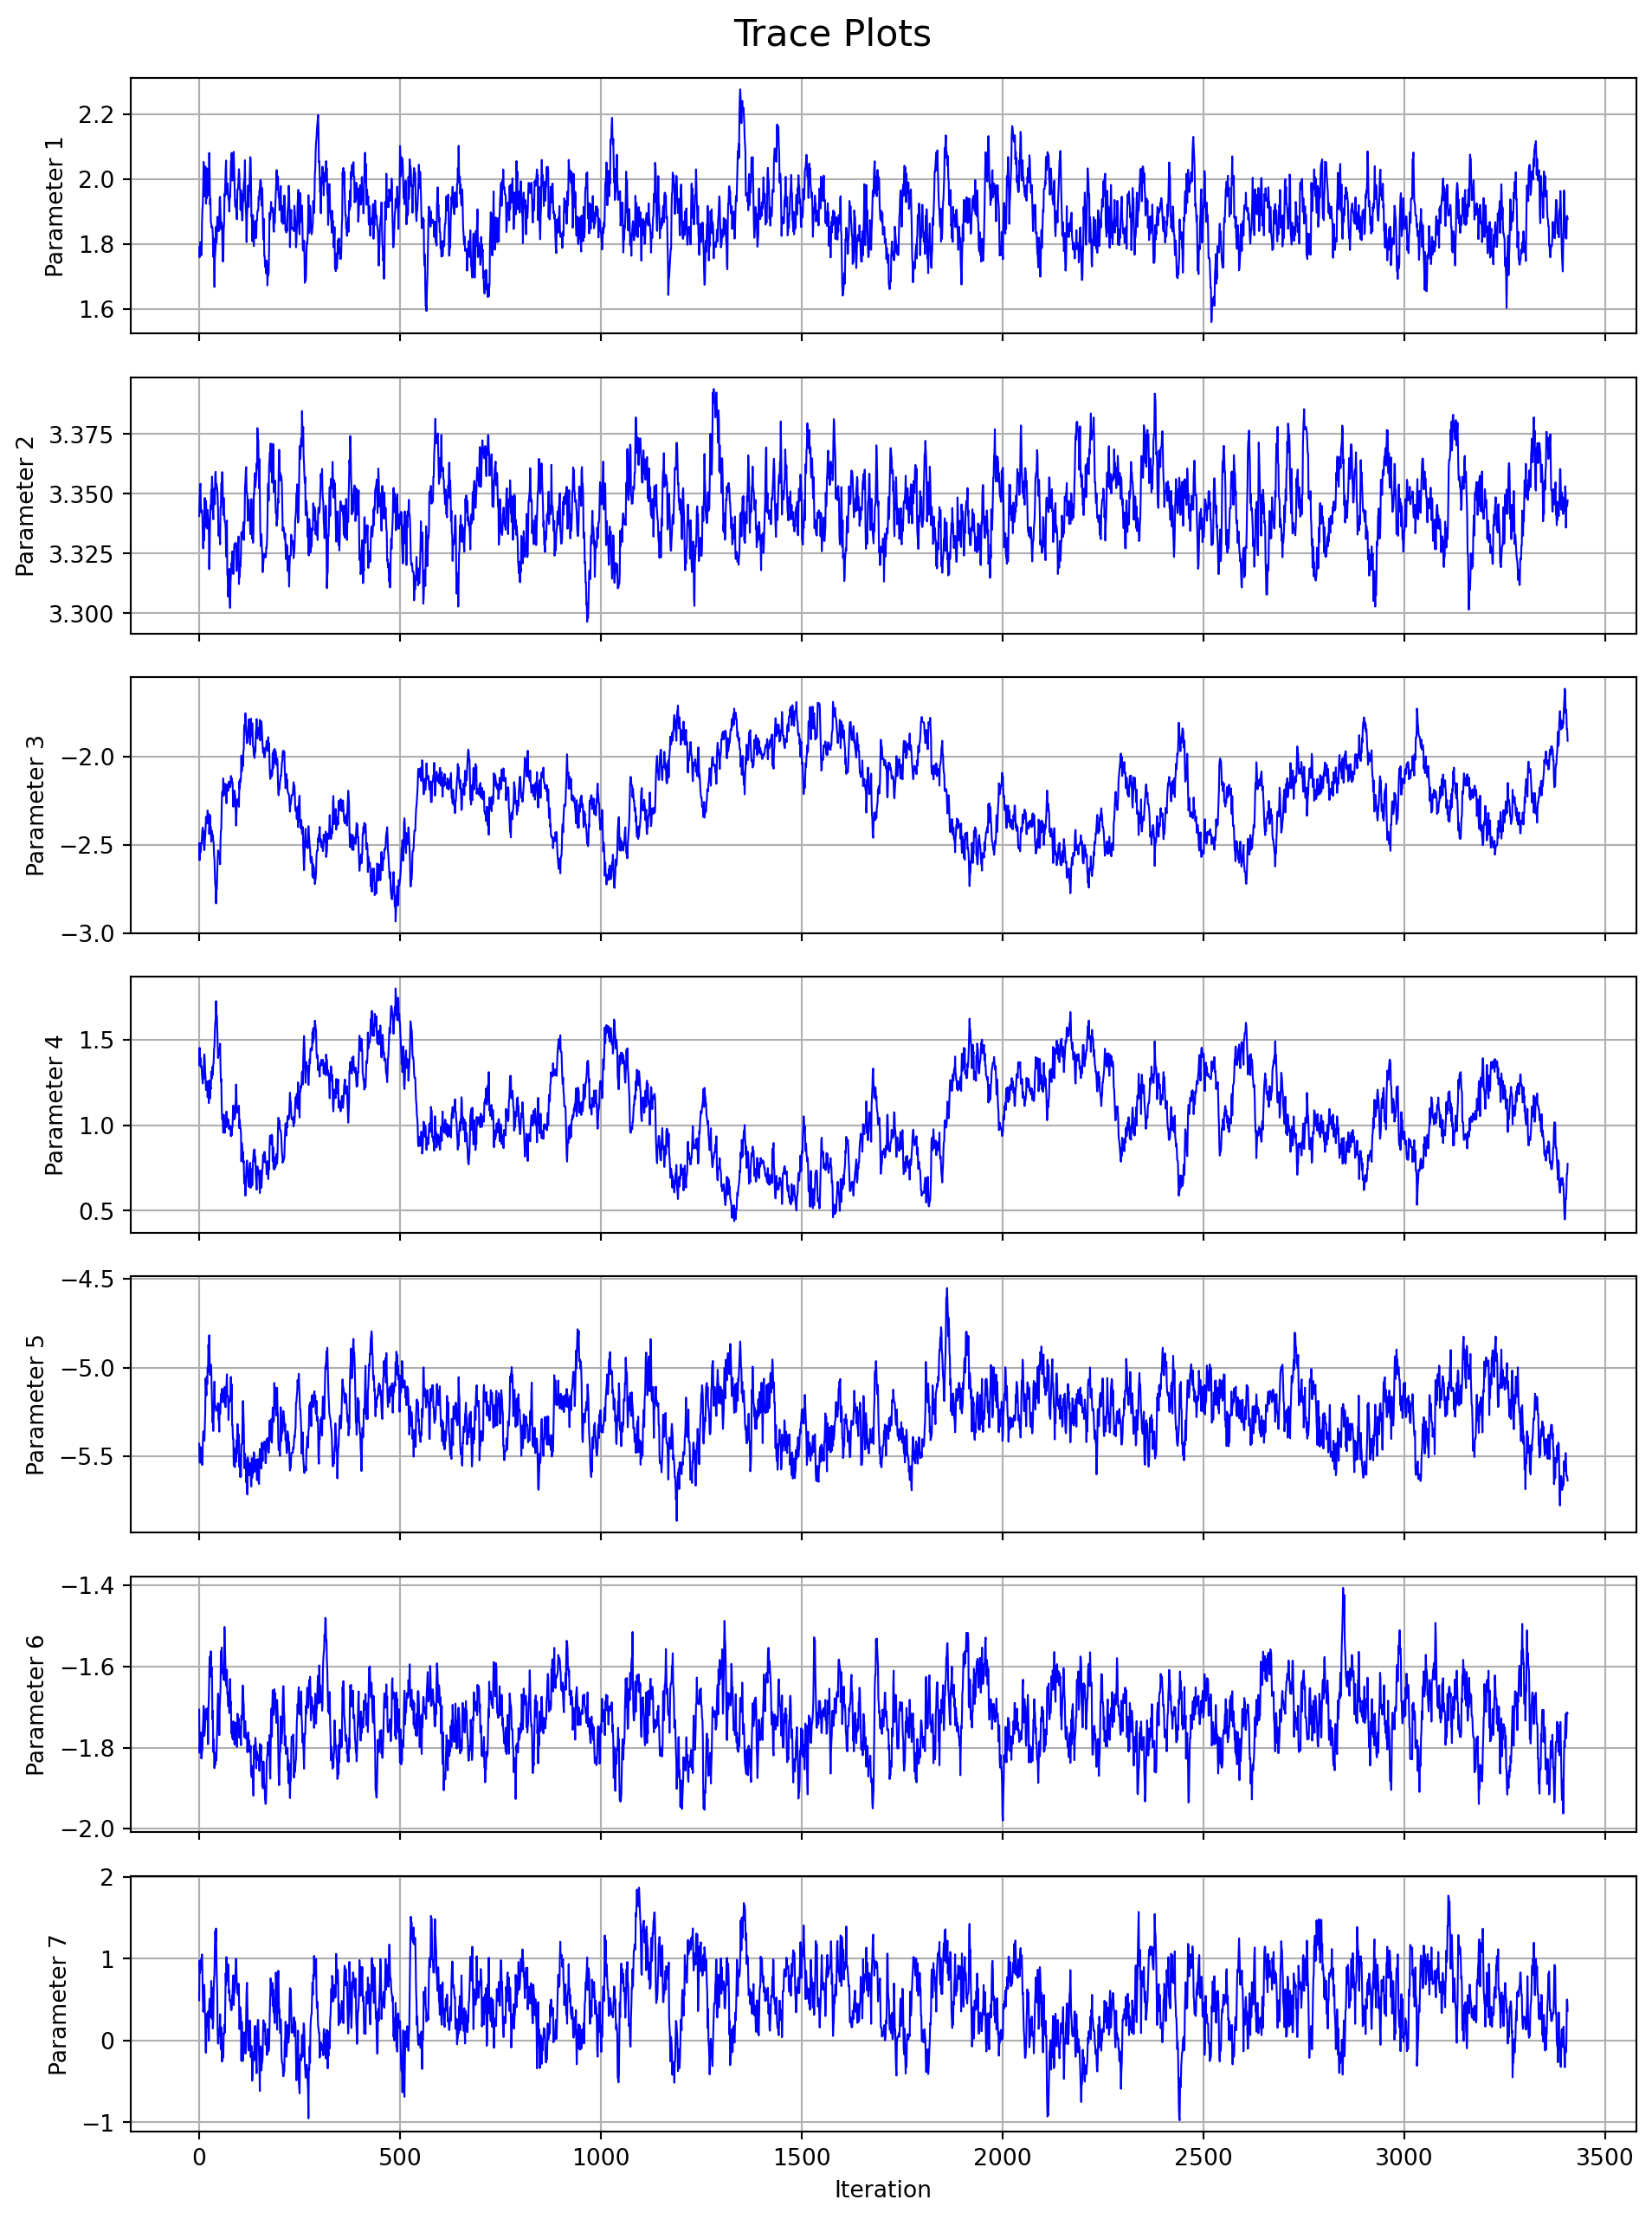 Trace Plots
Parameter 1
2.2
2.0
1.8
1.6
Parameter 2
3.375
3.350
3.325
3.300
Parameter 3
−2.0
−2.5
−3.0
Parameter 4
1.5
1.0
0.5
Parameter 5
−4.5
−5.0
−5.5
Parameter 6
−1.4
−1.6
−1.8
−2.0
Parameter 7
2
1
0
−1
0 500 1000 1500 2000 2500 3000 3500
Iteration